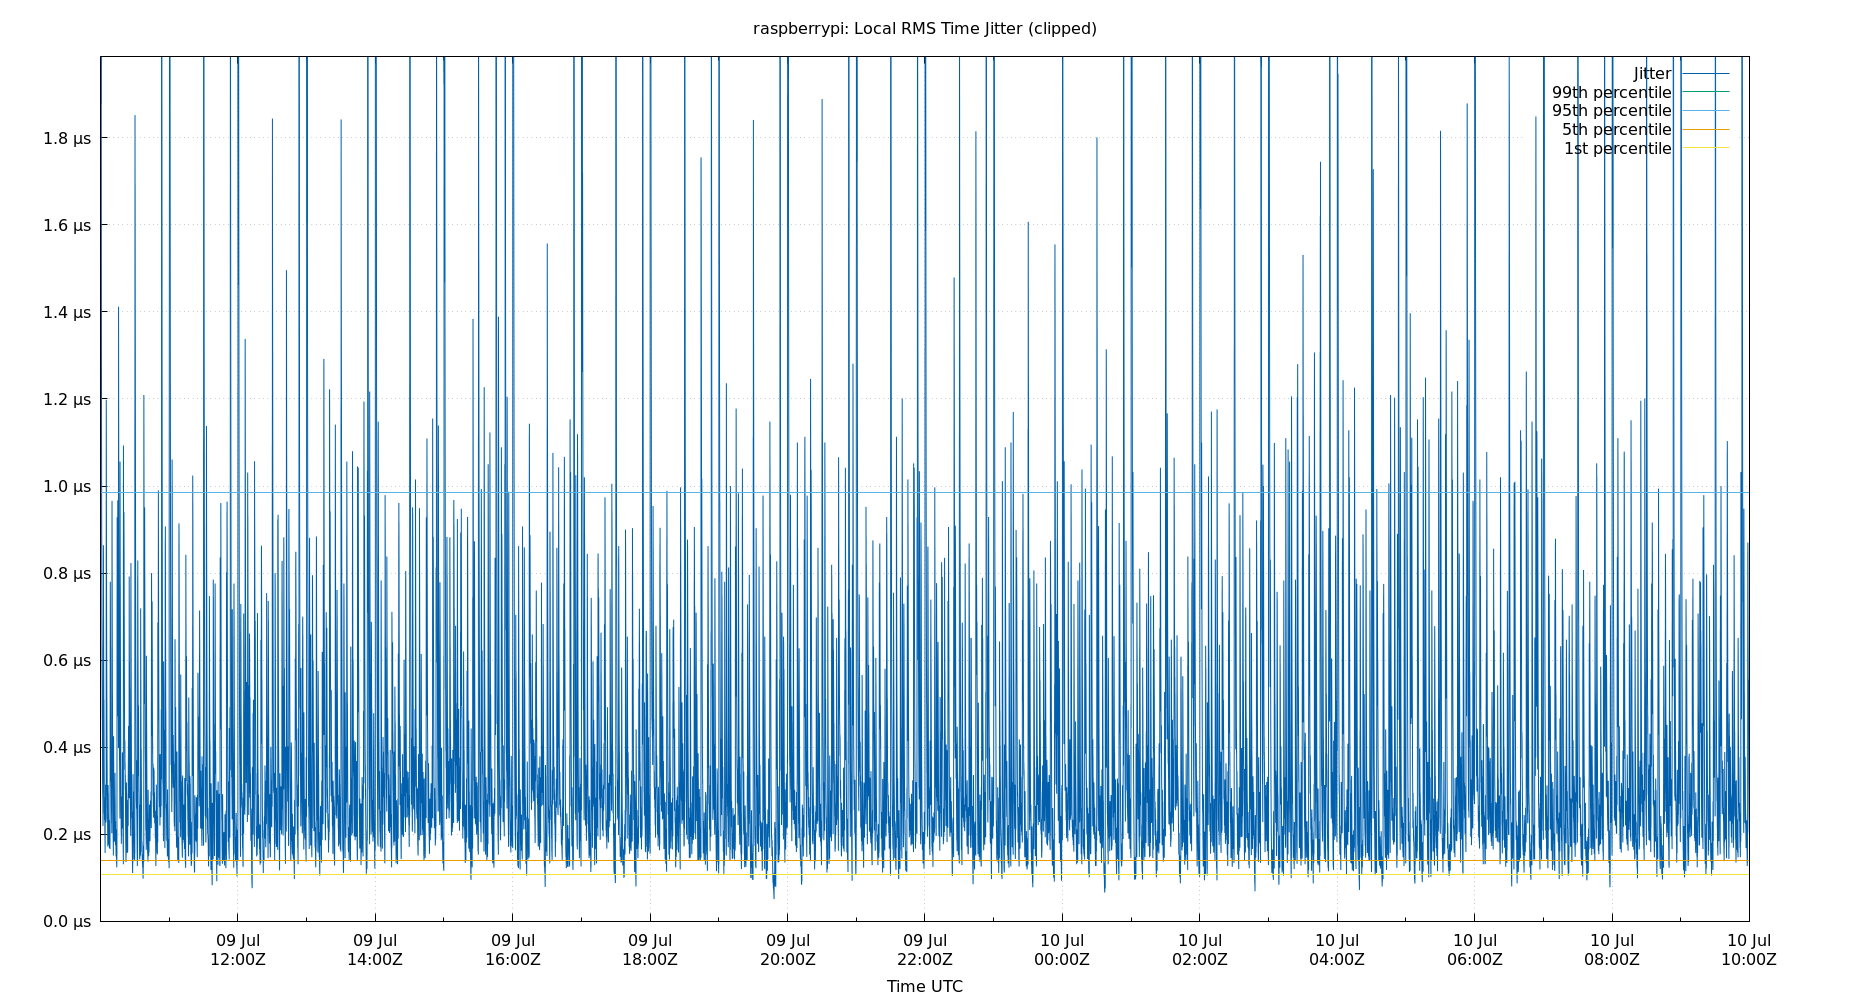 raspberrypi: Local RMS Time Jitter (clipped)
Jitter
99th percentile
95th percentile
5th percentile
1st percentile
1.8 µs
1.6 µs
1.4 µs
1.2 µs
1.0 µs
0.8 µs
0.6 µs
0.4 µs
0.2 µs
0.0 µs
09 Jul 09 Jul 09 Jul 09 Jul 09 Jul 09 Jul 10 Jul 10 Jul 10 Jul 10 Jul 10 Jul 10 Jul
12:00Z 14:00Z 16:00Z 18:00Z 20:00Z 22:00Z 00:00Z 02:00Z 04:00Z 06:00Z 08:00Z 10:00Z
Time UTC